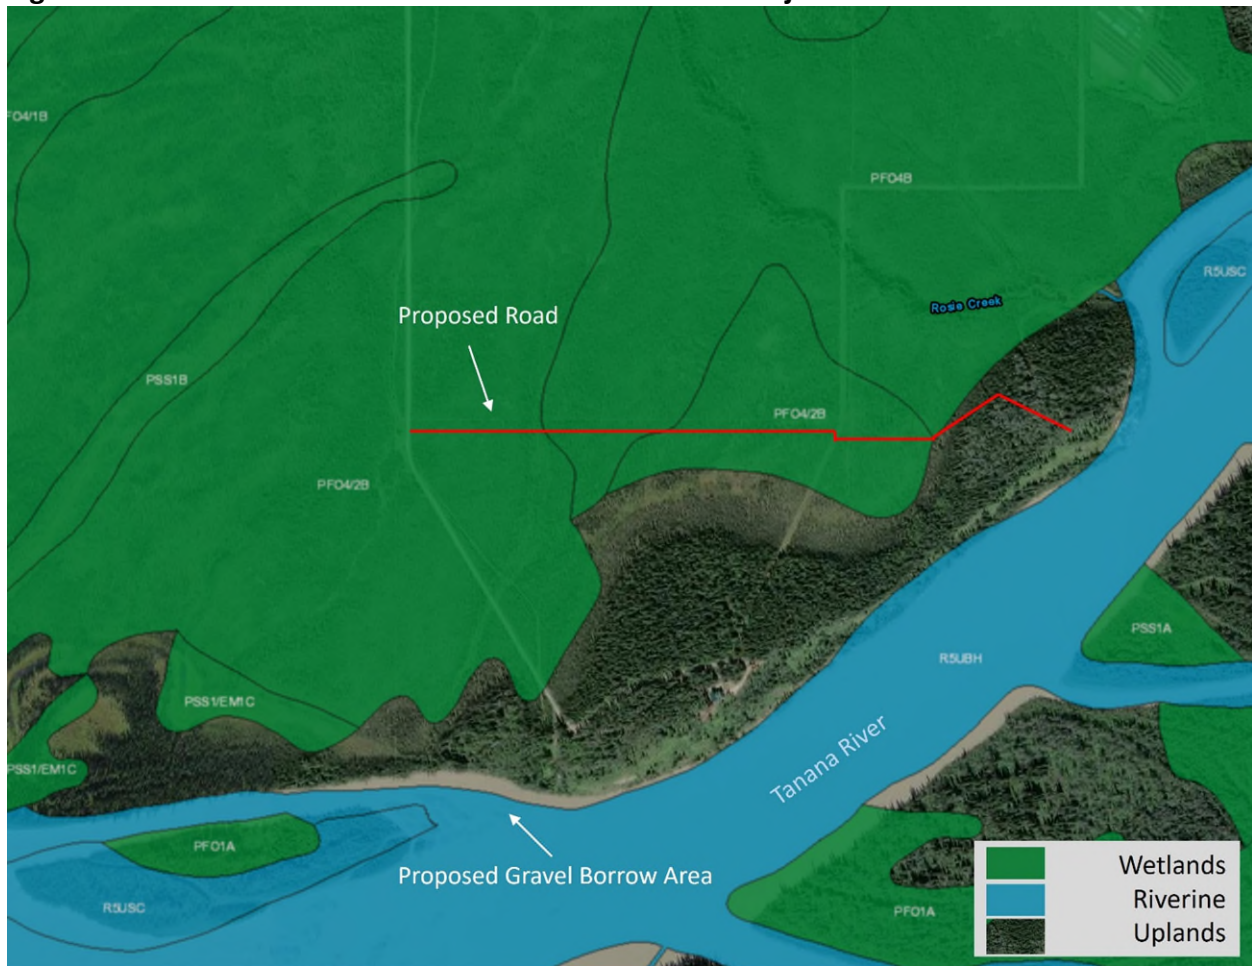 FO4/1B
PFO4B
R5USC
Rosie Creek
Proposed Road
PSS1B
PFO4/2B
PFO4/2B
PSS1A
R5UBH
PSS1/EM1C
Tanana River
PSS1/EM1C
PFO1A
Proposed Gravel Borrow Area
R5USC
PFO1A
Wetlands
Riverine
Uplands